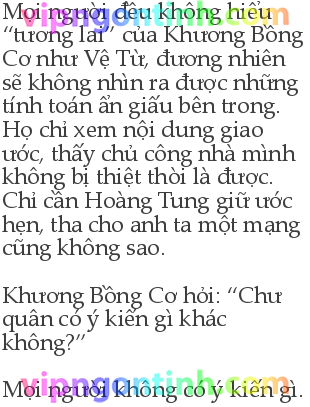 Mọi người đều không hiểu
“tương lai” của Khương Bồng
Cơ như Vệ Từ, đương nhiên
sẽ không nhìn ra được những
tính toán ẩn giấu bên trong.
Họ chỉ xem nội dung giao
ước, thấy chủ công nhà mình
không bị thiệt thòi là được.
Chỉ cần Hoàng Tung giữ ước
hẹn, tha cho anh ta một mạng
cũng không sao.
Khương Bồng Cơ hỏi: “Chư
quân có ý kiến gì khác
không?”
Mọi người không có ý kiến gì.
vipngontinh.com
vipngontinh.com